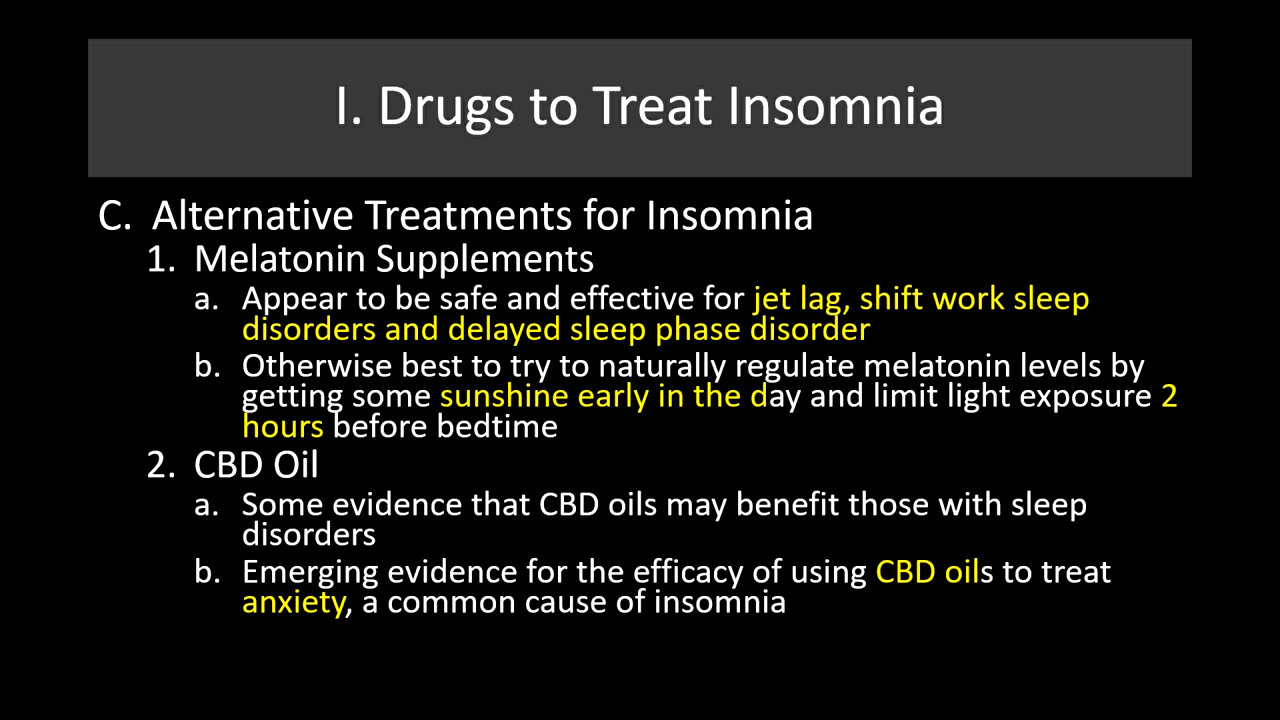 I. Drugs to Treat Insomnia
C. Alternative Treatments for Insomnia
1. Melatonin Supplements
a. Appear to be safe and effective for jet lag, shift work sleep
disorders and delayed sleep phase disorder
b. Otherwise best to try to naturally regulate melatonin levels by
getting some sunshine early in the day and limit light exposure 2
hours before bedtime
2. CBD Oil
a. Some evidence that CBD oils may benefit those with sleep
disorders
b. Emerging evidence for the efficacy of using CBD oils to treat
anxiety, a common cause of insomnia